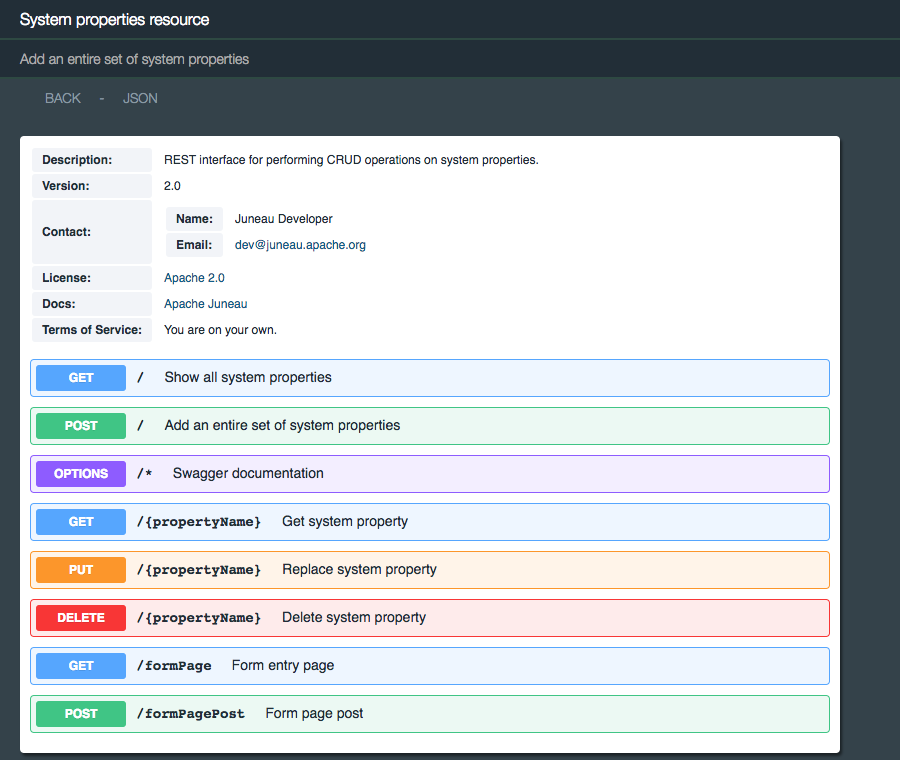 System properties resource
Add an entire set of system properties
BACK - JSON
Description: REST interface for performing CRUD operations on system properties.
Version: 2.0
Contact:
Name: Juneau Developer
Email: dev@juneau.apache.org
License: Apache 2.0
Docs: Apache Juneau
Terms of Service: You are on your own.
GET / Show all system properties
POST / Add an entire set of system properties
OPTIONS /* Swagger documentation
GET /{propertyName} Get system property
PUT /{propertyName} Replace system property
DELETE /{propertyName} Delete system property
GET /formPage Form entry page
POST /formPagePost Form page post